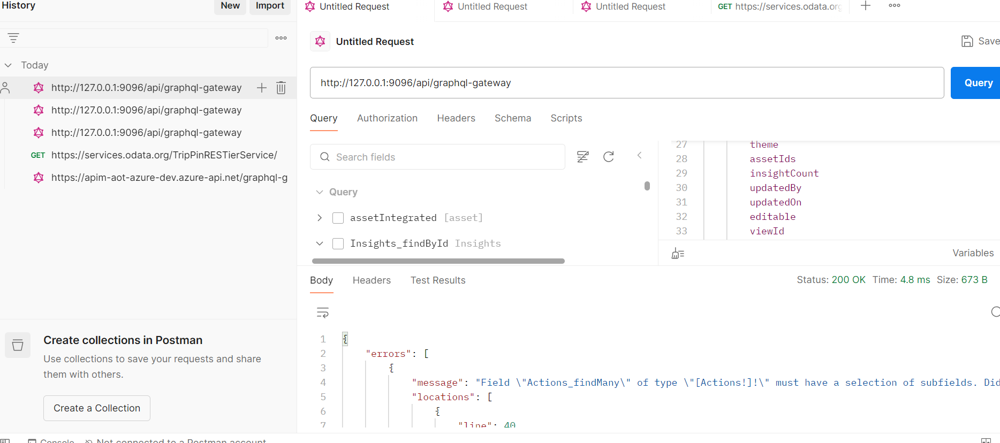 History
New
Import
Today
http://127.0.0.1:9096/api/graphql-gateway
http://127.0.0.1:9096/api/graphql-gateway
http://127.0.0.1:9096/api/graphql-gateway
GET https://services.odata.org/TripPinRESTierService/
https://apim-aot-azure-dev.azure-api.net/graphql-g
Create collections in Postman
Use collections to save your requests and share
them with others.
Create a Collection
Untitled Request
Untitled Request
Untitled Request
GET https://services.odata.org
Untitled Request
Save
http://127.0.0.1:9096/api/graphql-gateway
Query
Query Authorization Headers Schema Scripts
Search fields
Query
assetIntegrated [asset]
Insights_findById Insights
27 theme
28 assetIds
29 insightCount
30 updatedBy
31 updatedOn
32 editable
33 viewId
Variables
Body Headers Test Results
Status: 200 OK Time: 4.8 ms Size: 673 B
1 {
2 "errors": [
3 {
4 "message": "Field \"Actions_findMany\" of type \"[Actions!]!\" must have a selection of subfields. Did
5 "locations": [
6 {
7 "line": 40
Console Not connected to a Postman account